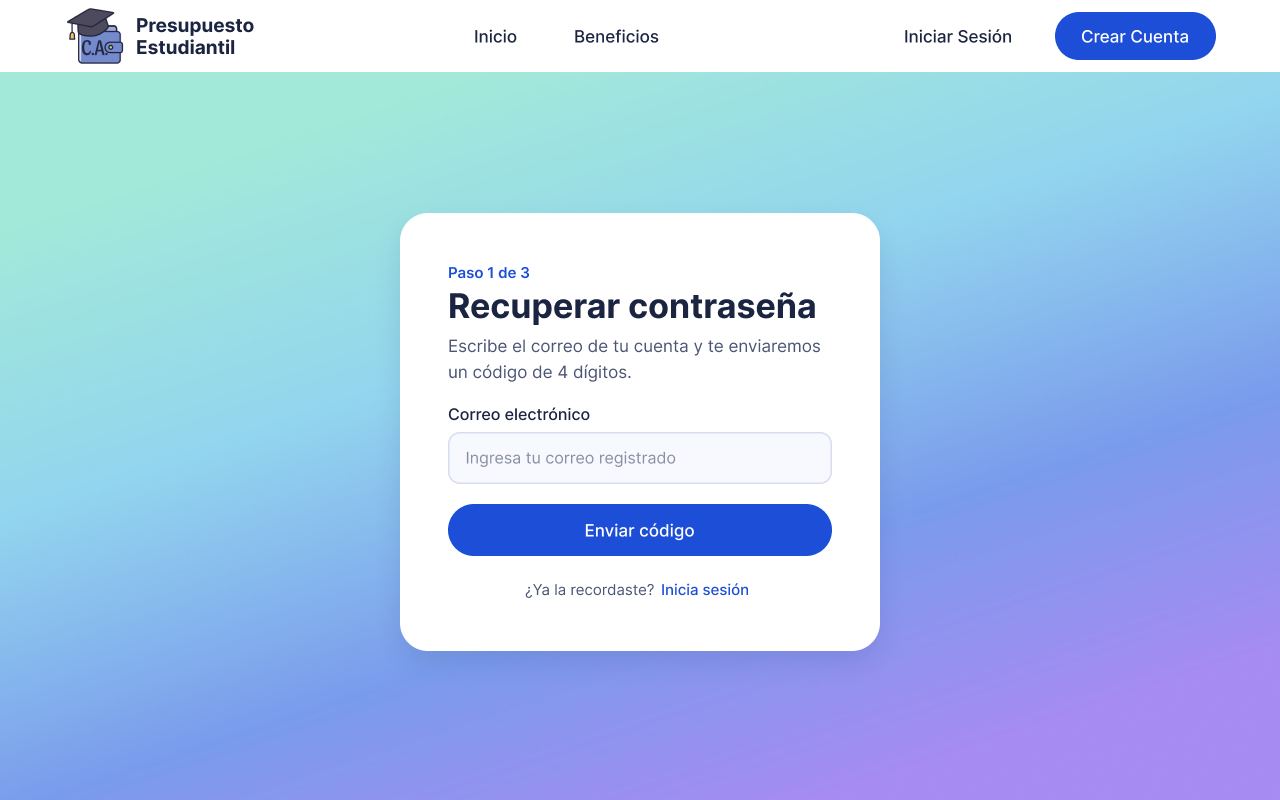 C.A.
Presupuesto
Estudiantil
Inicio
Beneficios
Iniciar Sesión
Crear Cuenta
Paso 1 de 3
Recuperar contraseña
Escribe el correo de tu cuenta y te enviaremos
un código de 4 dígitos.
Correo electrónico
Ingresa tu correo registrado
Enviar código
¿Ya la recordaste? Inicia sesión